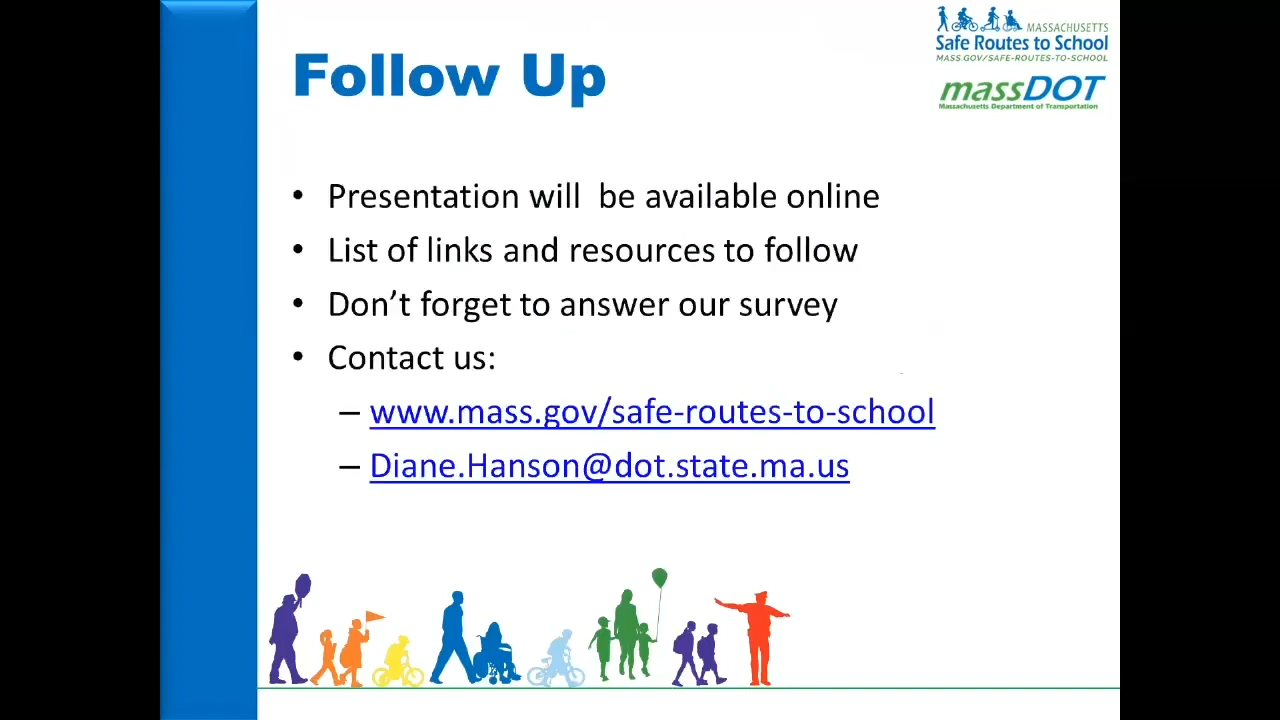 MASSACHUSETTS
Safe Routes to School
MASS.GOV/SAFE-ROUTES-TO-SCHOOL
massDOT
Massachusetts Department of Transportation
Follow Up
• Presentation will  be available online
• List of links and resources to follow
• Don’t forget to answer our survey
• Contact us:
– www.mass.gov/safe-routes-to-school
– Diane.Hanson@dot.state.ma.us